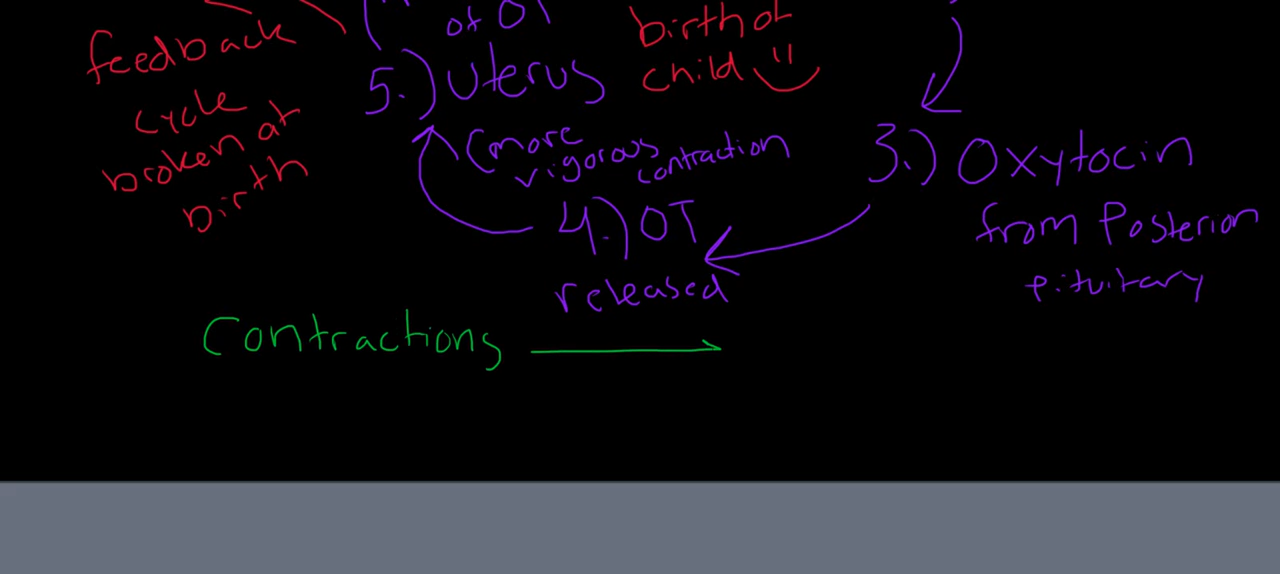 of OT
birth of
child
feedback
cycle
broken at
birth
5.) Uterus
(more
vigorous
contraction
3.) Oxytocin
from Posterion
pituitary
4.) OT
released
Contractions